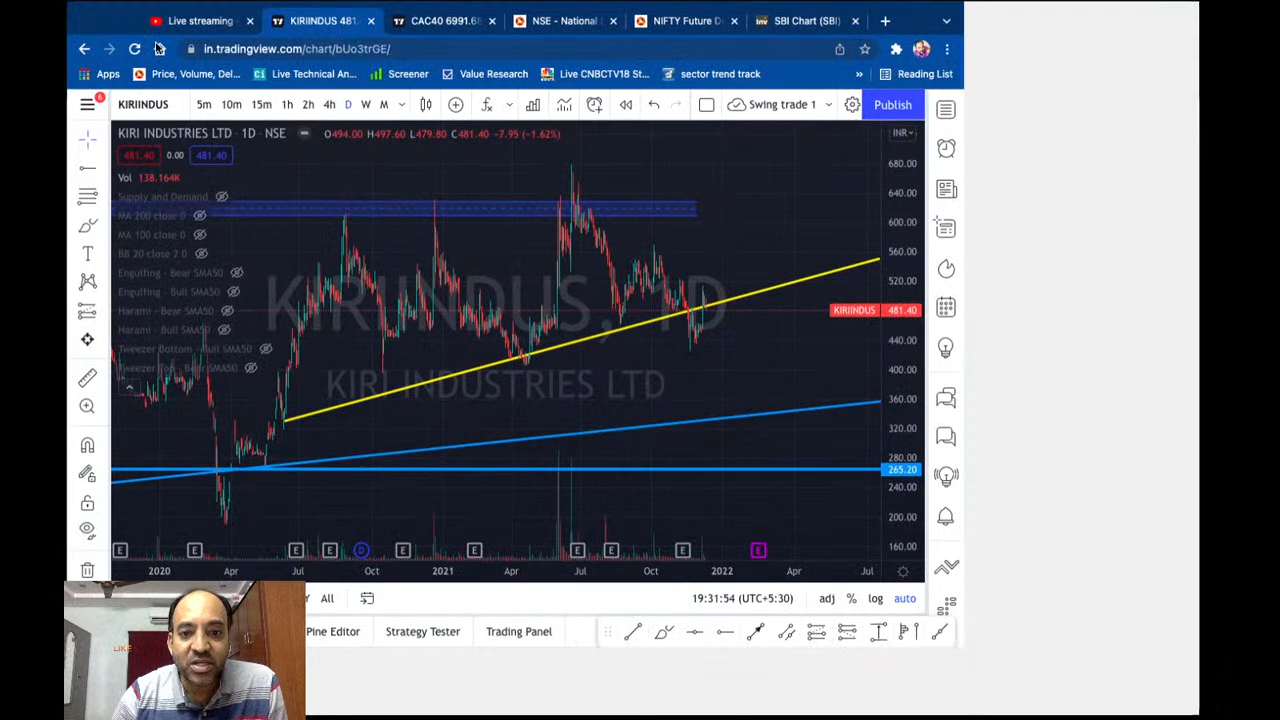 Live streaming
KIRIINDUS 481.
CAC40 6991.68
NSE - National
NIFTY Future D
SBI Chart (SBI)
in.tradingview.com/chart/bUo3trGE/
Apps
Price, Volume, Del...
Live Technical An...
Screener
Value Research
Live CNBCTV18 St...
sector trend track
»
Reading List
6
KIRIINDUS
5m 10m 15m 1h 2h 4h D W M
Swing trade 1
Publish
KIRI INDUSTRIES LTD · 1D · NSE
O494.00 H497.60 L479.80 C481.40 -7.95 (-1.62%)
INR
481.40 0.00 481.40
Vol 138.164K
Supply and Demand
MA 200 close 0
MA 100 close 0
BB 20 close 2 0
Engulfing - Bear SMA50
Engulfing - Bull SMA50
Harami - Bear SMA50
Harami - Bull SMA50
Tweezer Bottom - Bull SMA50
Tweezer Top - Bear SMA50
KIRIINDUS, 1D
KIRI INDUSTRIES LTD
680.00
640.00
600.00
560.00
520.00
KIRIINDUS 481.40
440.00
400.00
360.00
320.00
280.00
265.20
240.00
200.00
160.00
E E E E D E E E E E E
2020 Apr Jul Oct 2021 Apr Jul Oct 2022 Apr Jul
All
19:31:54 (UTC+5:30)
adj % log auto
Pine Editor
Strategy Tester
Trading Panel
LIKE